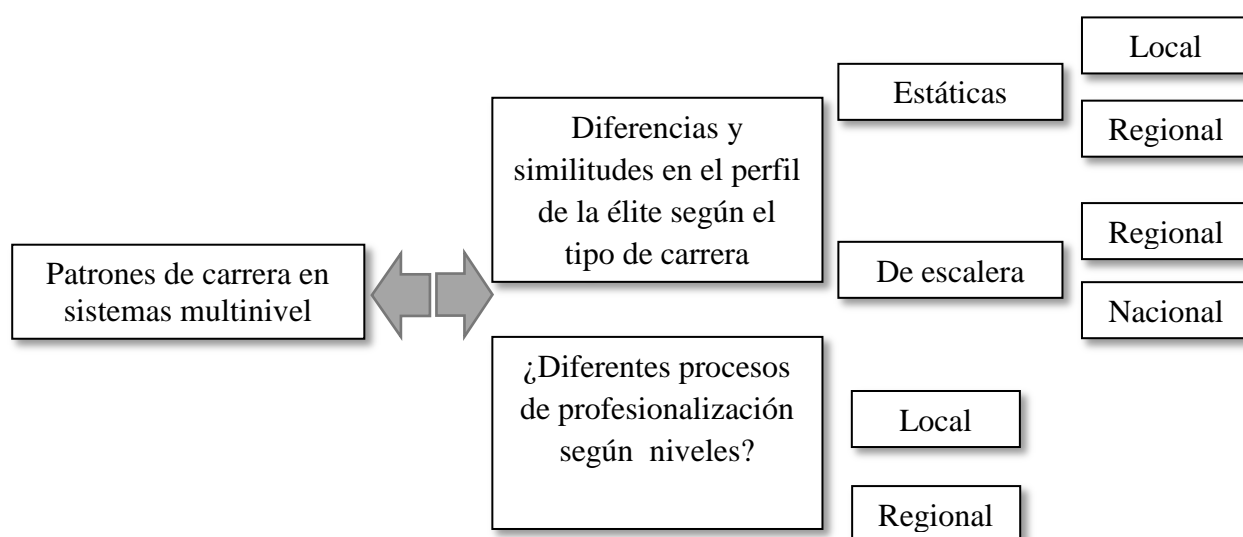 Patrones de carrera en
sistemas multinivel
Diferencias y
similitudes en el perfil
de la élite según el
tipo de carrera
Estáticas
Local
Regional
De escalera
Regional
Nacional
¿Diferentes procesos
de profesionalización
según niveles?
Local
Regional